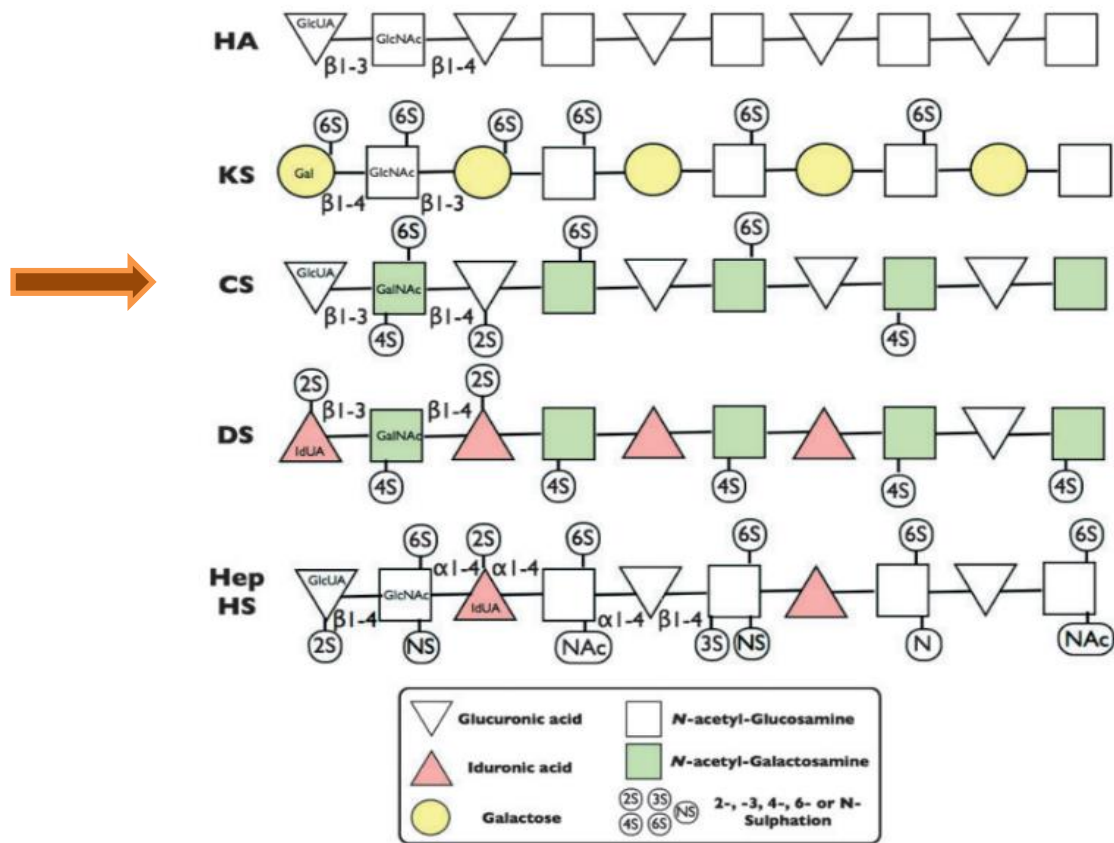 HA GlcUA GlcNAc
β1-3 β1-4
6S 6S 6S 6S 6S 6S
KS Gal GlcNAc
β1-4 β1-3
6S 6S 6S
CS GlcUA GalNAc
β1-3 β1-4
4S 2S 4S
2S 2S
β1-3 β1-4
DS IdUA GalNAc
4S 4S 4S 4S 4S
6S 2S 6S 6S 6S 6S
α1-4 α1-4
Hep
HS
GlcUA GlcNAc IdUA
β1-4 α1-4 β1-4
2S NS NAc 3S NS N NAc
Glucuronic acid
N-acetyl-Glucosamine
Iduronic acid
N-acetyl-Galactosamine
Galactose
2S 3S NS
4S 6S
2-, -3, 4-, 6- or N-
Sulphation